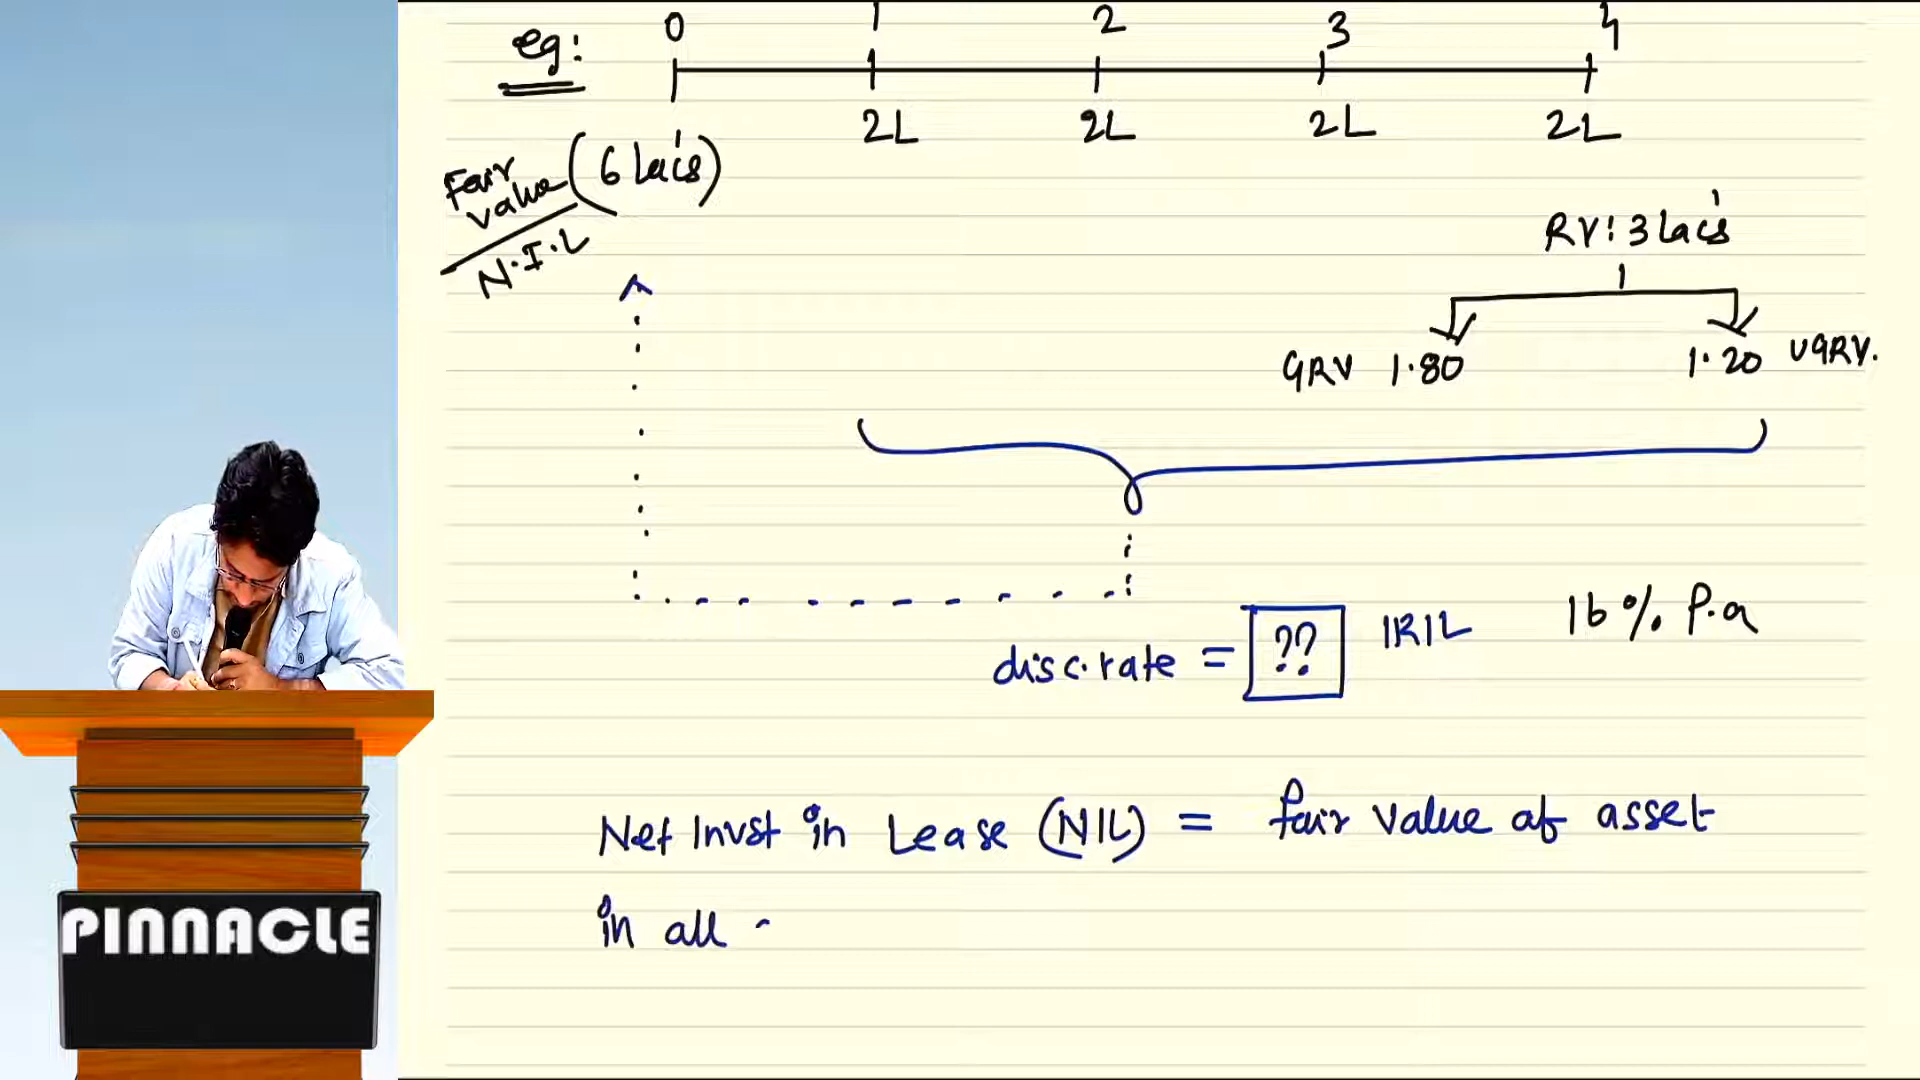 eg:
0 1 2 3 4
2L 2L 2L 2L
Fair value (6 lacs)
N.I.L
RV: 3 lacs
GRV 1.80 1.20 UGRV.
disc. rate = ?? IRIL 16% P.a
Net Invst in Lease (NIL) = fair value of asset
in all
PINNACLE